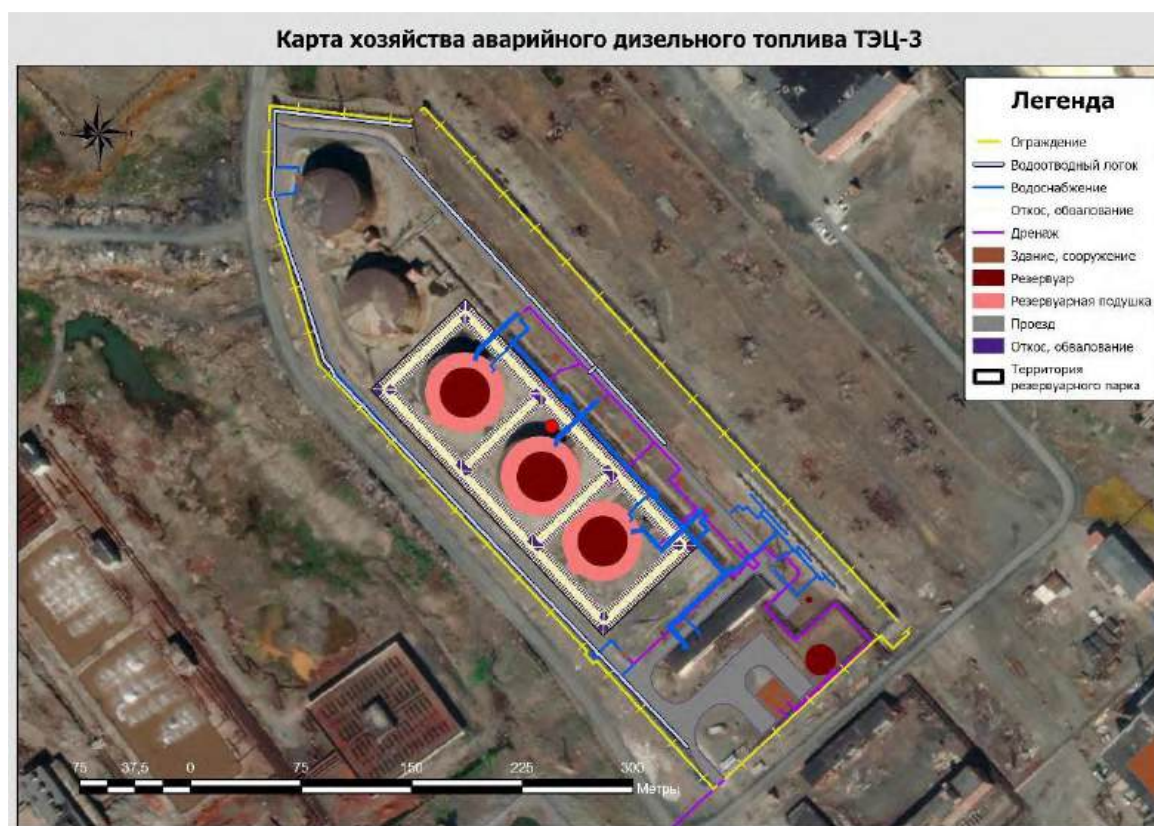 Карта хозяйства аварийного дизельного топлива ТЭЦ-3
Легенда
Ограждение
Водоотводный лоток
Водоснабжение
Откос, обвалование
Дренаж
Здание, сооружение
Резервуар
Резервуарная подушка
Проезд
Откос, обвалование
Территория
резервуарного парка
75 37,5 0 75 150 225 300
Метры